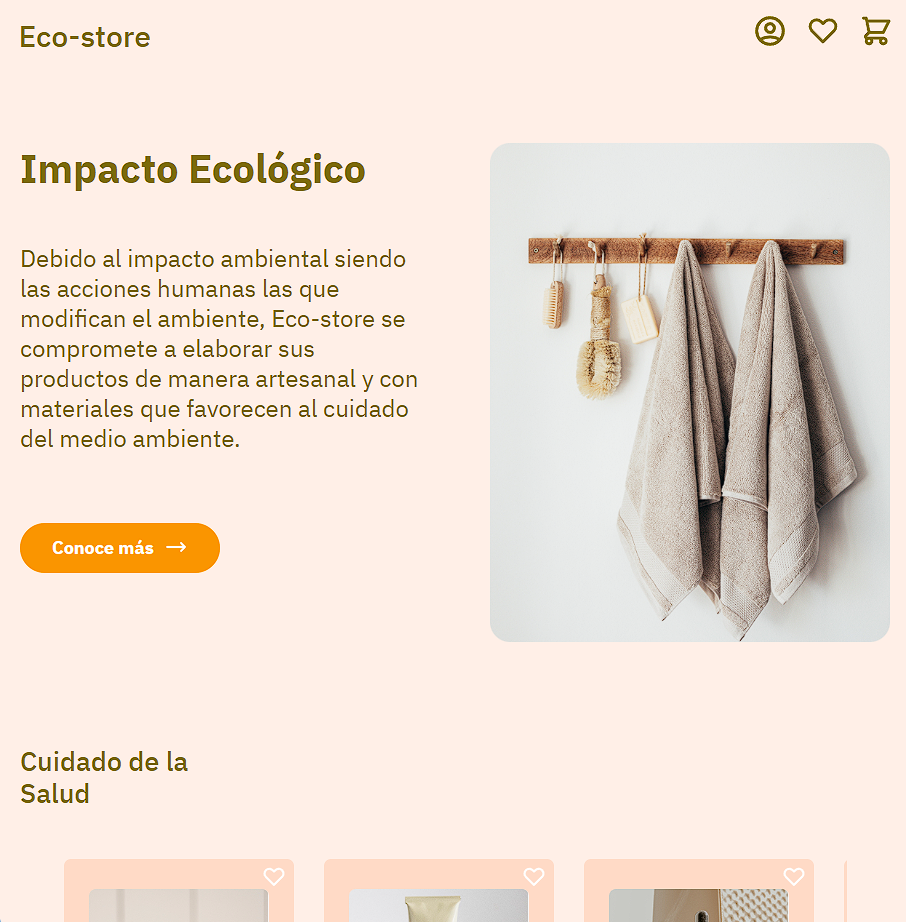 Eco-store
Impacto Ecológico
Debido al impacto ambiental siendo
las acciones humanas las que
modifican el ambiente, Eco-store se
compromete a elaborar sus
productos de manera artesanal y con
materiales que favorecen al cuidado
del medio ambiente.
Conoce más →
Cuidado de la
Salud